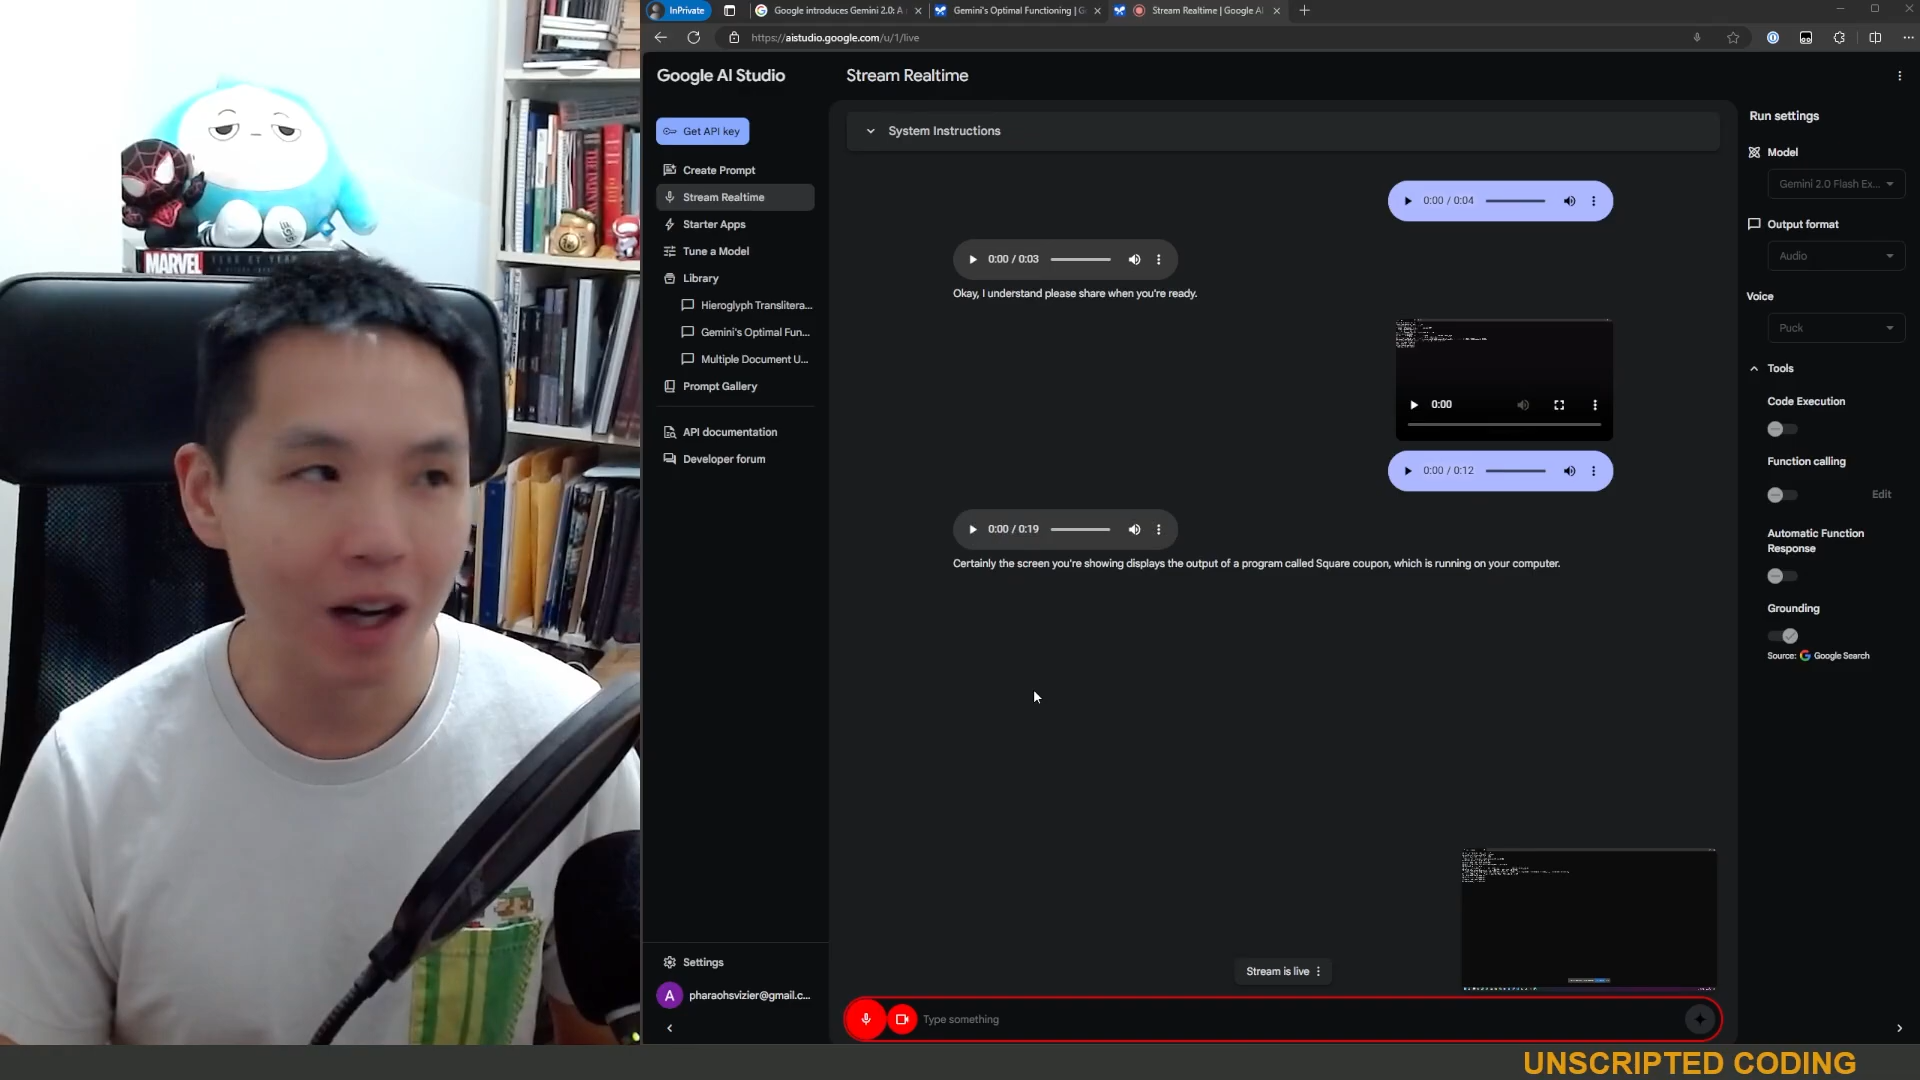 InPrivate
Google introduces Gemini 2.0: A
Gemini's Optimal Functioning | G
Stream Realtime | Google AI
https://aistudio.google.com/u/1/live
Google AI Studio
Stream Realtime
Get API key
Create Prompt
Stream Realtime
Starter Apps
Tune a Model
Library
Hieroglyph Translitera...
Gemini's Optimal Fun...
Multiple Document U...
Prompt Gallery
API documentation
Developer forum
Settings
A
pharaohsvizier@gmail.c...
System Instructions
0:00 / 0:04
0:00 / 0:03
Okay, I understand please share when you're ready.
0:00
0:00 / 0:12
0:00 / 0:19
Certainly the screen you're showing displays the output of a program called Square coupon, which is running on your computer.
Stream is live
Type something
Run settings
Model
Gemini 2.0 Flash Ex...
Output format
Audio
Voice
Puck
Tools
Code Execution
Function calling
Edit
Automatic Function
Response
Grounding
Source: Google Search
MARVEL
UNSCRIPTED CODING